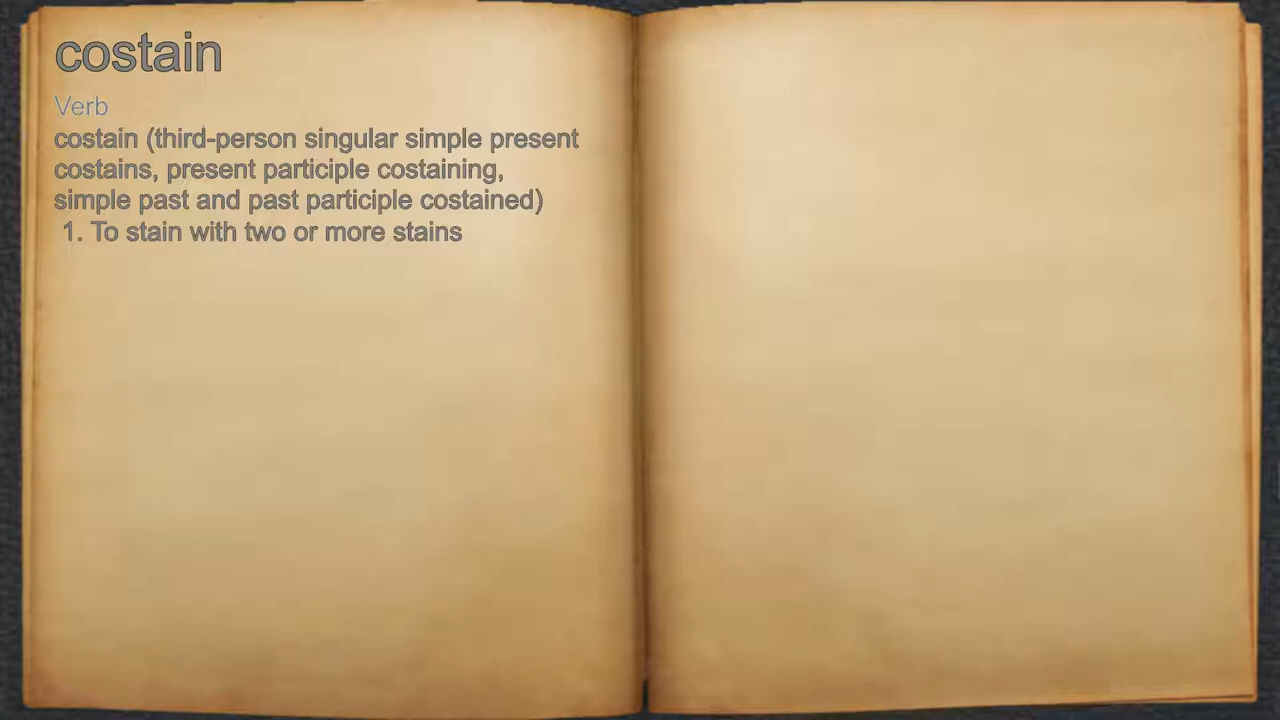 costain
Verb
costain (third-person singular simple present
costains, present participle costaining,
simple past and past participle costained)
1. To stain with two or more stains